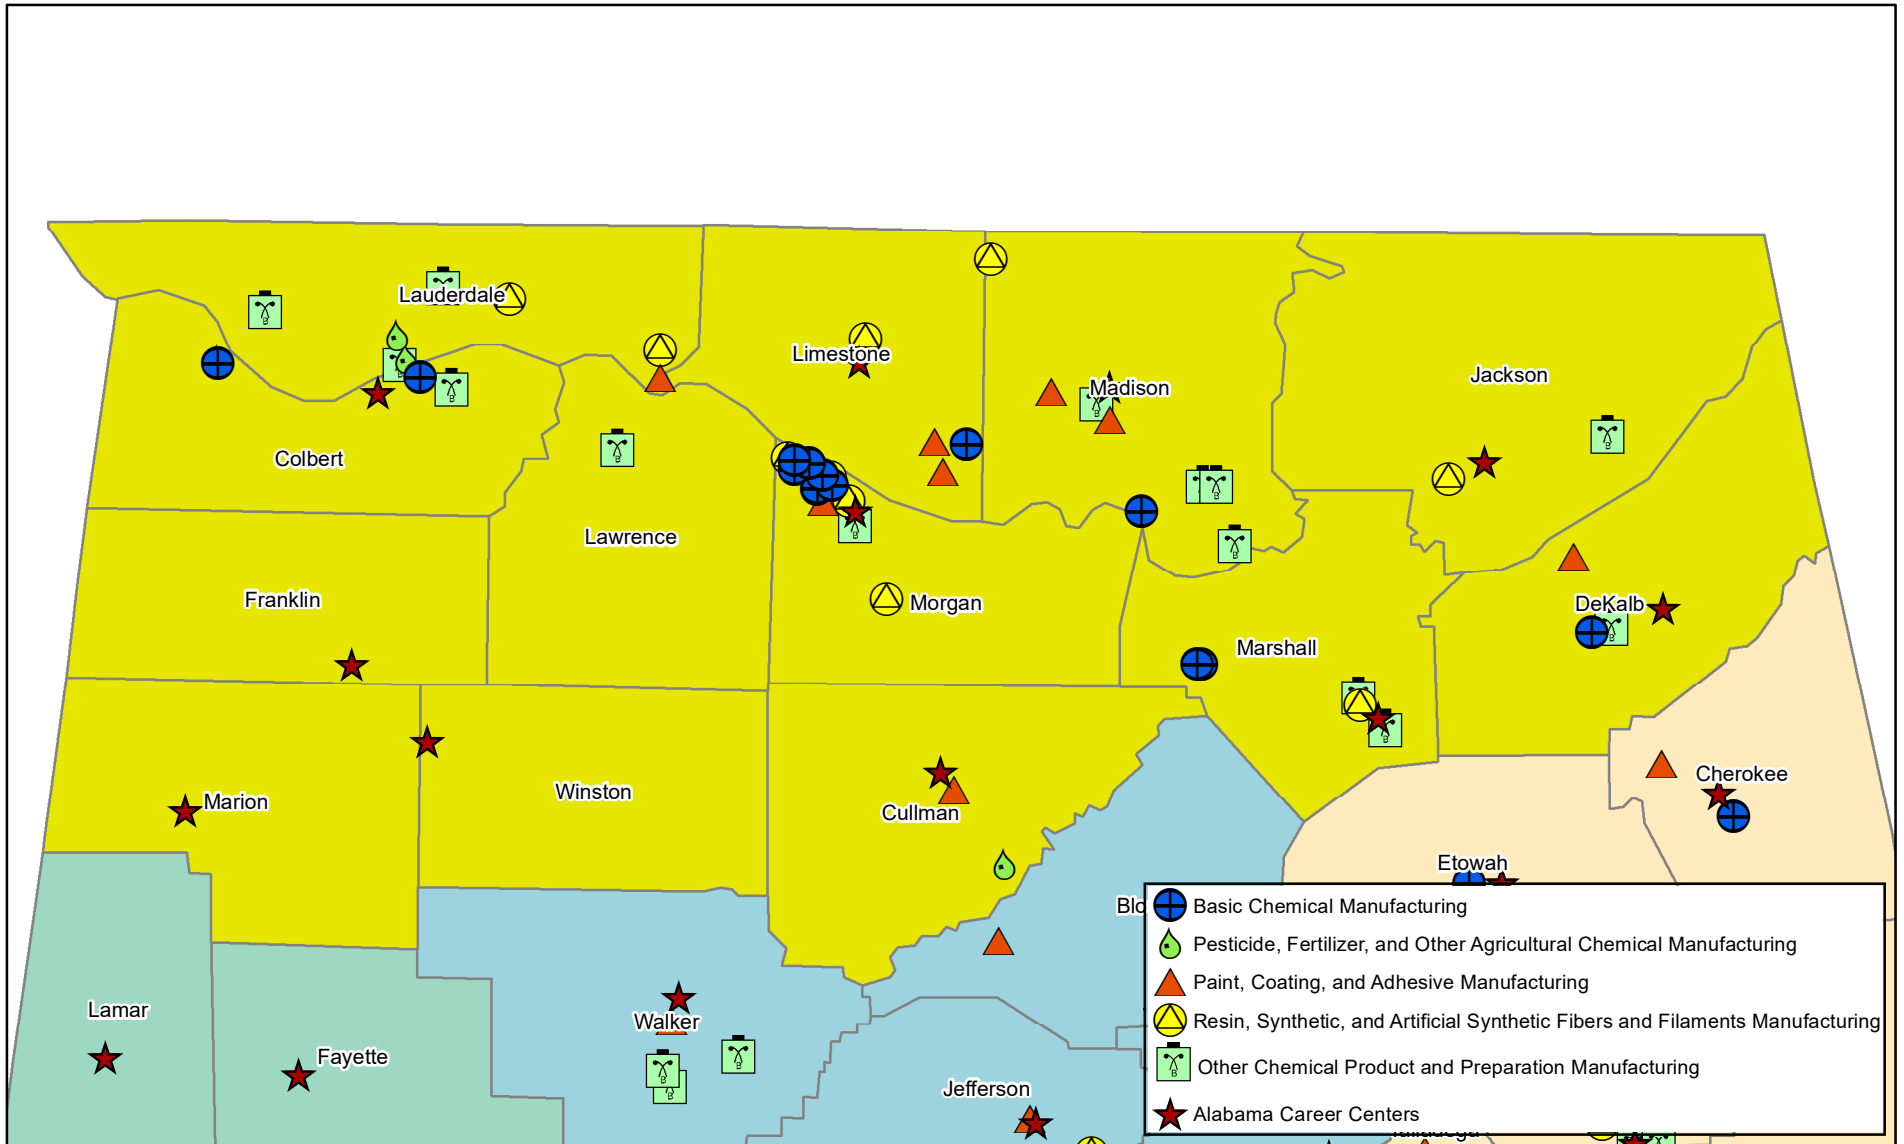 Lauderdale
Limestone
Madison
Jackson
Colbert
Lawrence
Franklin
Morgan
DeKalb
Marshall
Marion
Winston
Cullman
Cherokee
Etowah
Blo
Basic Chemical Manufacturing
Pesticide, Fertilizer, and Other Agricultural Chemical Manufacturing
Paint, Coating, and Adhesive Manufacturing
Resin, Synthetic, and Artificial Synthetic Fibers and Filaments Manufacturing
Other Chemical Product and Preparation Manufacturing
Alabama Career Centers
Lamar
Walker
Fayette
Jefferson
Talladega